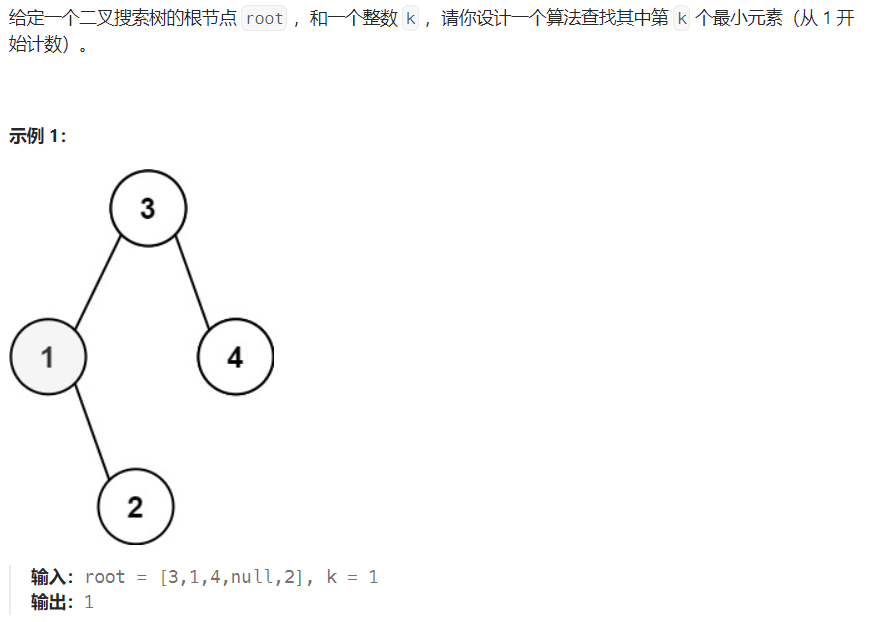 给定一个二叉搜索树的根节点 root ，和一个整数 k ，请你设计一个算法查找其中第 k 个最小元素（从 1 开
始计数）。
示例 1：
3
1
4
2
输入：root = [3,1,4,null,2], k = 1
输出：1